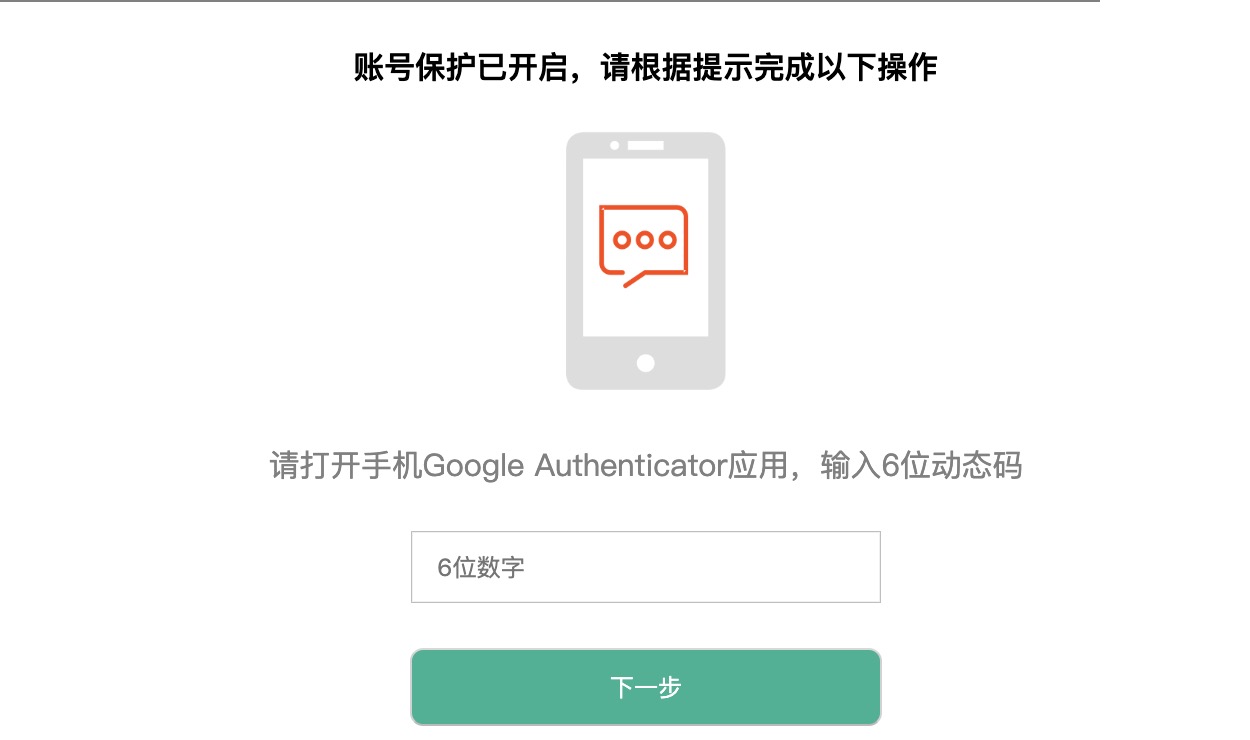 账号保护已开启，请根据提示完成以下操作
请打开手机Google Authenticator应用，输入6位动态码
6位数字
下一步